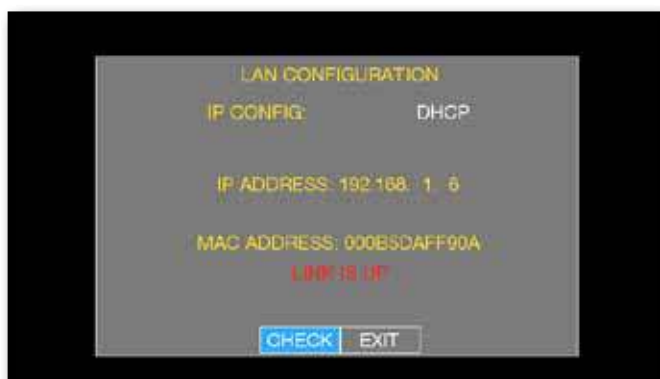 LAN CONFIGURATION
IP CONFIG: DHCP
IP ADDRESS: 192.168. 1. 6
MAC ADDRESS: 000B5DAFF90A
LINK IS UP
CHECK EXIT